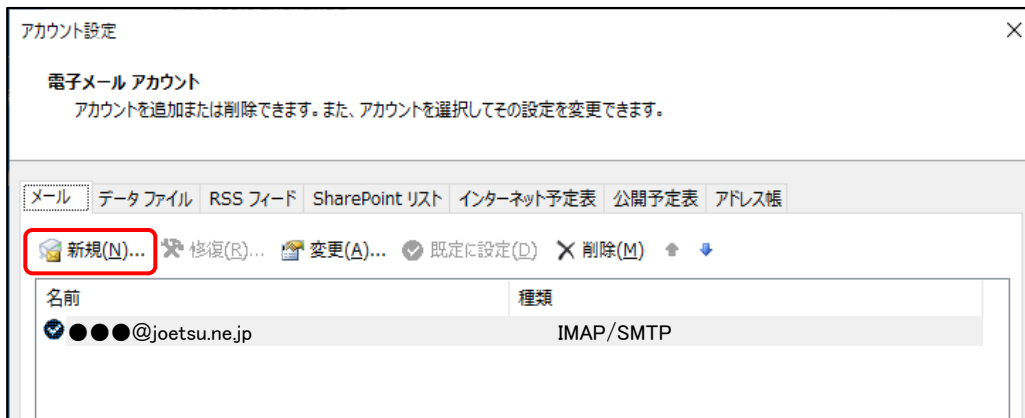 アカウント設定
電子メール アカウント
アカウントを追加または削除できます。また、アカウントを選択してその設定を変更できます。
メール データ ファイル RSS フィード SharePoint リスト インターネット予定表 公開予定表 アドレス帳
新規(N)... 修復(R)... 変更(A)... 既定に設定(D) 削除(M)
名前 種類
●●●@joetsu.ne.jp IMAP/SMTP